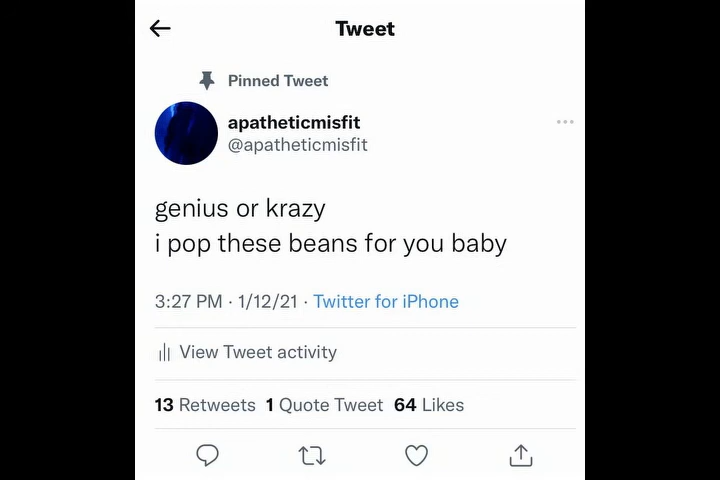 Tweet
Pinned Tweet
apatheticmisfit
@apatheticmisfit
genius or krazy
i pop these beans for you baby
3:27 PM · 1/12/21 · Twitter for iPhone
View Tweet activity
13 Retweets 1 Quote Tweet 64 Likes